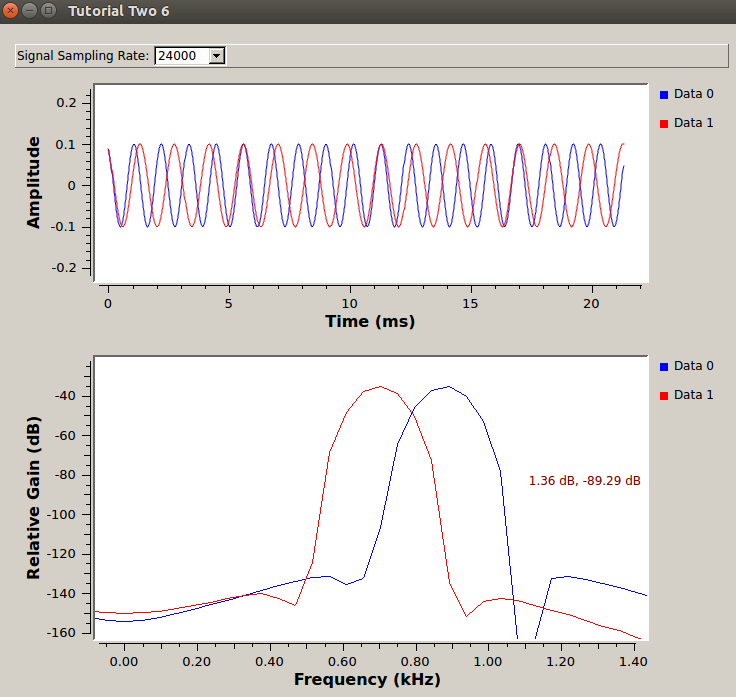 Tutorial Two 6
Signal Sampling Rate: 24000
Data 0
Data 1
Amplitude
0.2
0.1
0
-0.1
-0.2
0 5 10 15 20
Time (ms)
Data 0
Data 1
Relative Gain (dB)
-40
-60
-80
-100
-120
-140
-160
1.36 dB, -89.29 dB
0.00 0.20 0.40 0.60 0.80 1.00 1.20 1.40
Frequency (kHz)